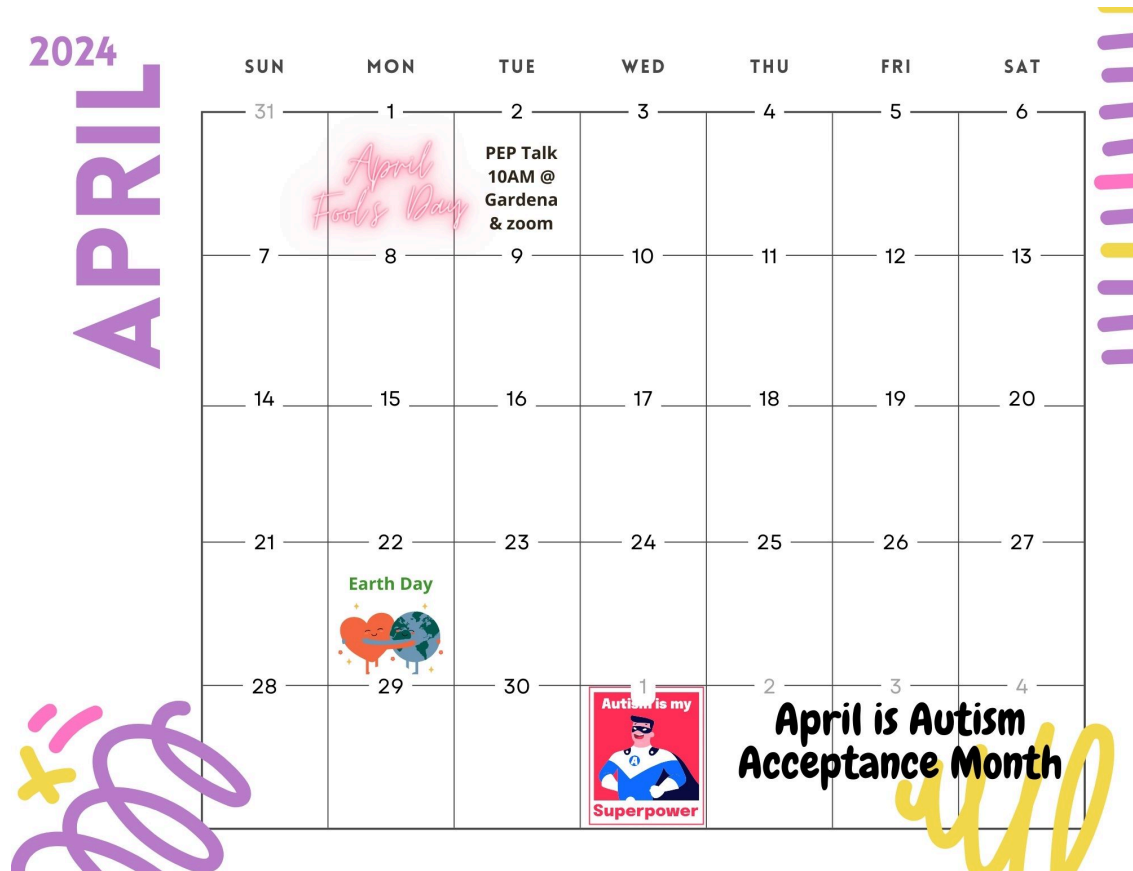 2024
APRIL
SUN MON TUE WED THU FRI SAT
31 1 2 3 4 5 6
April
Fool's Day
PEP Talk
10AM @
Gardena
& zoom
7 8 9 10 11 12 13
14 15 16 17 18 19 20
21 22 23 24 25 26 27
Earth Day
28 29 30 1 2 3 4
Autism is my
A
Superpower
April is Autism
Acceptance Month